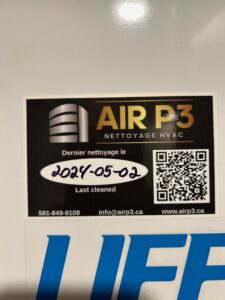 AIR P3
NETTOYAGE HVAC
Dernier nettoyage le
2024-05-02
Last cleaned
581-849-8108 info@airp3.ca www.airp3.ca